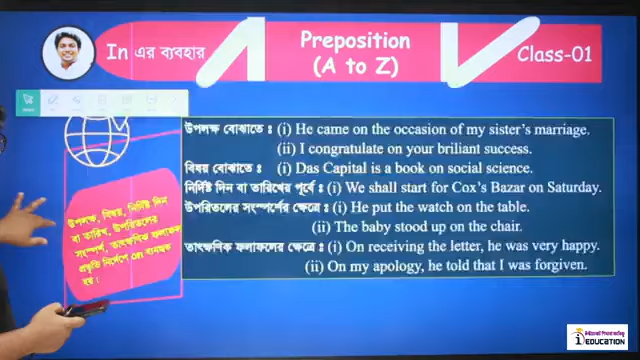 In এর ব্যবহার
Preposition
(A to Z)
Class-01
উপলক্ষ বোঝাতে ঃ (i) He came on the occasion of my sister's marriage.
(ii) I congratulate on your briliant success.
বিষয় বোঝাতে ঃ (i) Das Capital is a book on social science.
নির্দিষ্ট দিন বা তারিখের পূর্বে ঃ (i) We shall start for Cox's Bazar on Saturday.
উপরিতলের সংস্পর্শের ক্ষেত্রে ঃ (i) He put the watch on the table.
(ii) The baby stood up on the chair.
তাৎক্ষণিক ফলাফলের ক্ষেত্রে ঃ (i) On receiving the letter, he was very happy.
(ii) On my apology, he told that I was forgiven.
উপলক্ষ, বিষয়, নির্দিষ্ট দিন
বা তারিখ, উপরিতলের
সংস্পর্শ, তাৎক্ষণিক ফলাফল
প্রভৃতি নির্দেশে on ব্যবহৃত
হয়।
EDUCATION